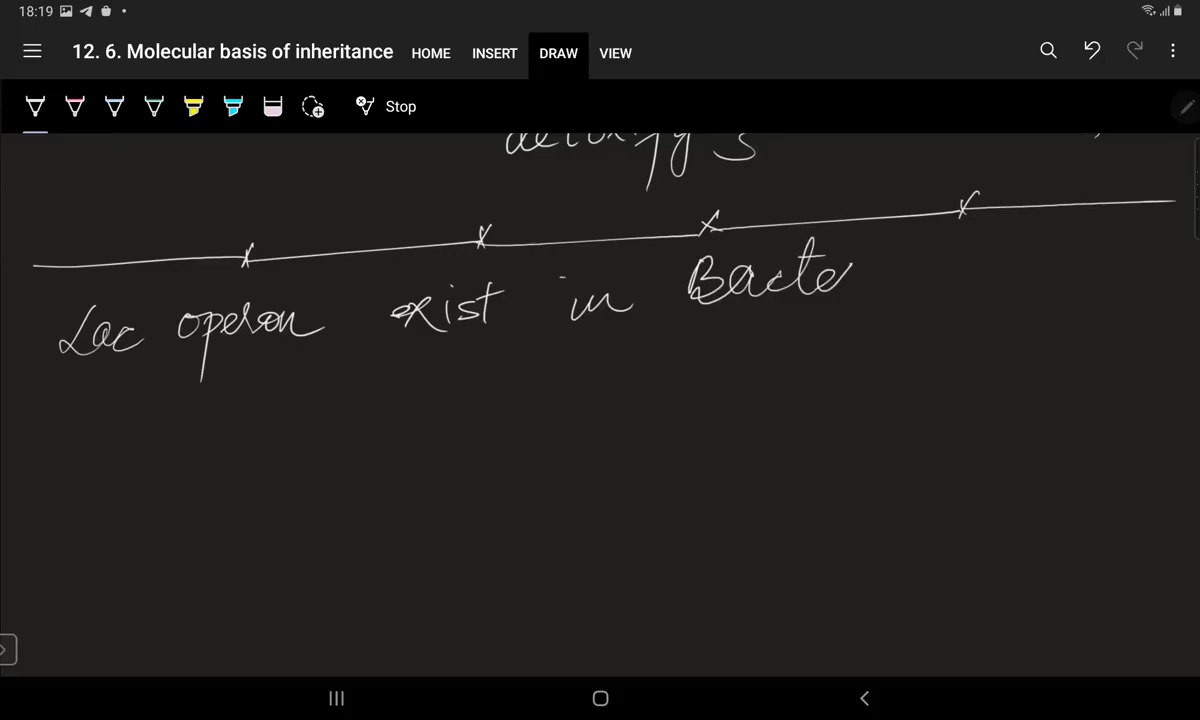 18:19
12. 6. Molecular basis of inheritance HOME INSERT DRAW VIEW
Stop
Lac operon exist in Bacte